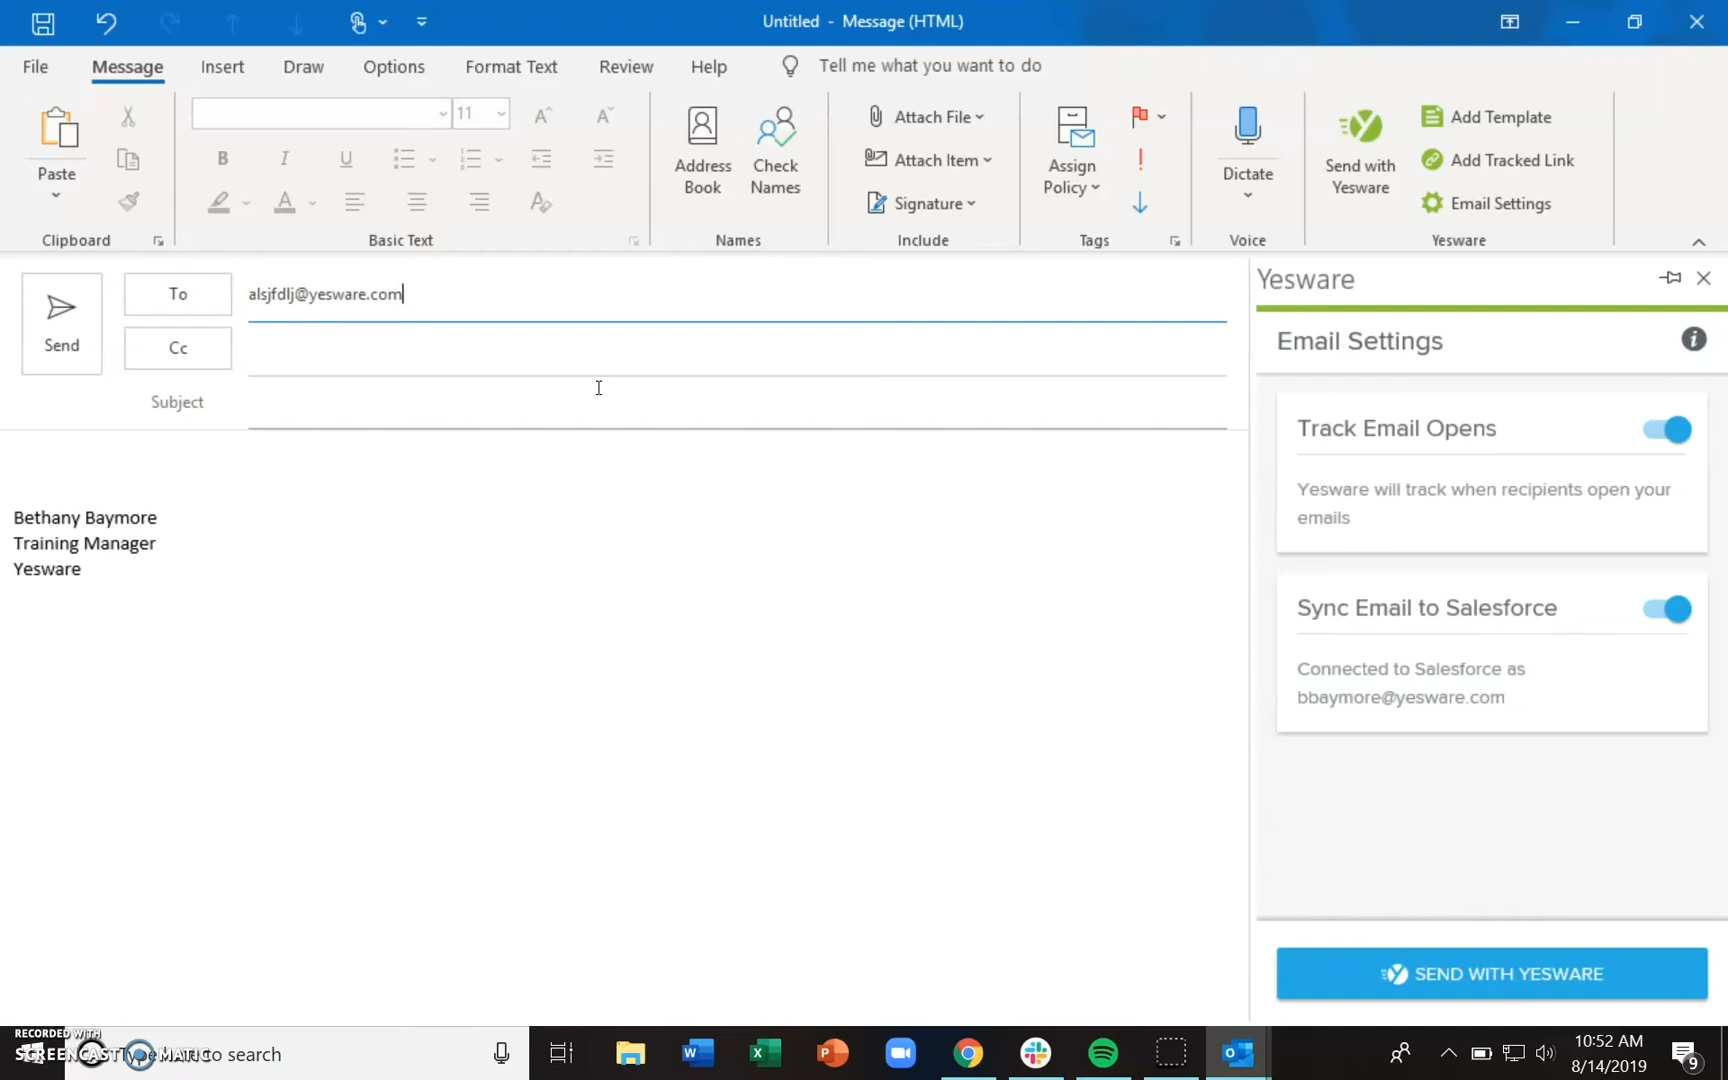 Untitled - Message (HTML)
File Message Insert Draw Options Format Text Review Help Tell me what you want to do
Paste
Clipboard
11
B I U
A
Basic Text
Address Book
Check Names
Names
Attach File
Attach Item
Signature
Include
Assign Policy
Tags
Dictate
Voice
Send with Yesware
Add Template
Add Tracked Link
Email Settings
Yesware
Send
To alsjfdlj@yesware.com
Cc
Subject
Bethany Baymore
Training Manager
Yesware
Yesware
Email Settings
Track Email Opens
Yesware will track when recipients open your
emails
Sync Email to Salesforce
Connected to Salesforce as
bbaymore@yesware.com
SEND WITH YESWARE
RECORDED WITH
SCREENCAST-O-MATIC
to search
10:52 AM
8/14/2019
9